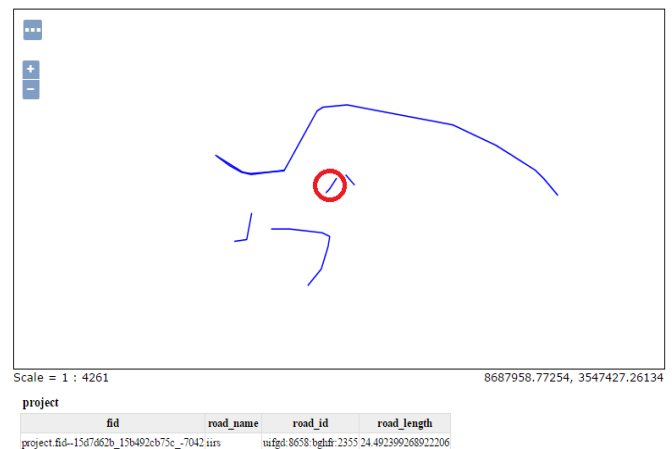 ...
+
−
Scale = 1 : 4261
8687958.77254, 3547427.26134
project
fid road_name road_id road_length
project.fid--15d7d62b_15b492cb75c_-7042 iirs uifgd:8658:bghfr:2355 24.492399268922206